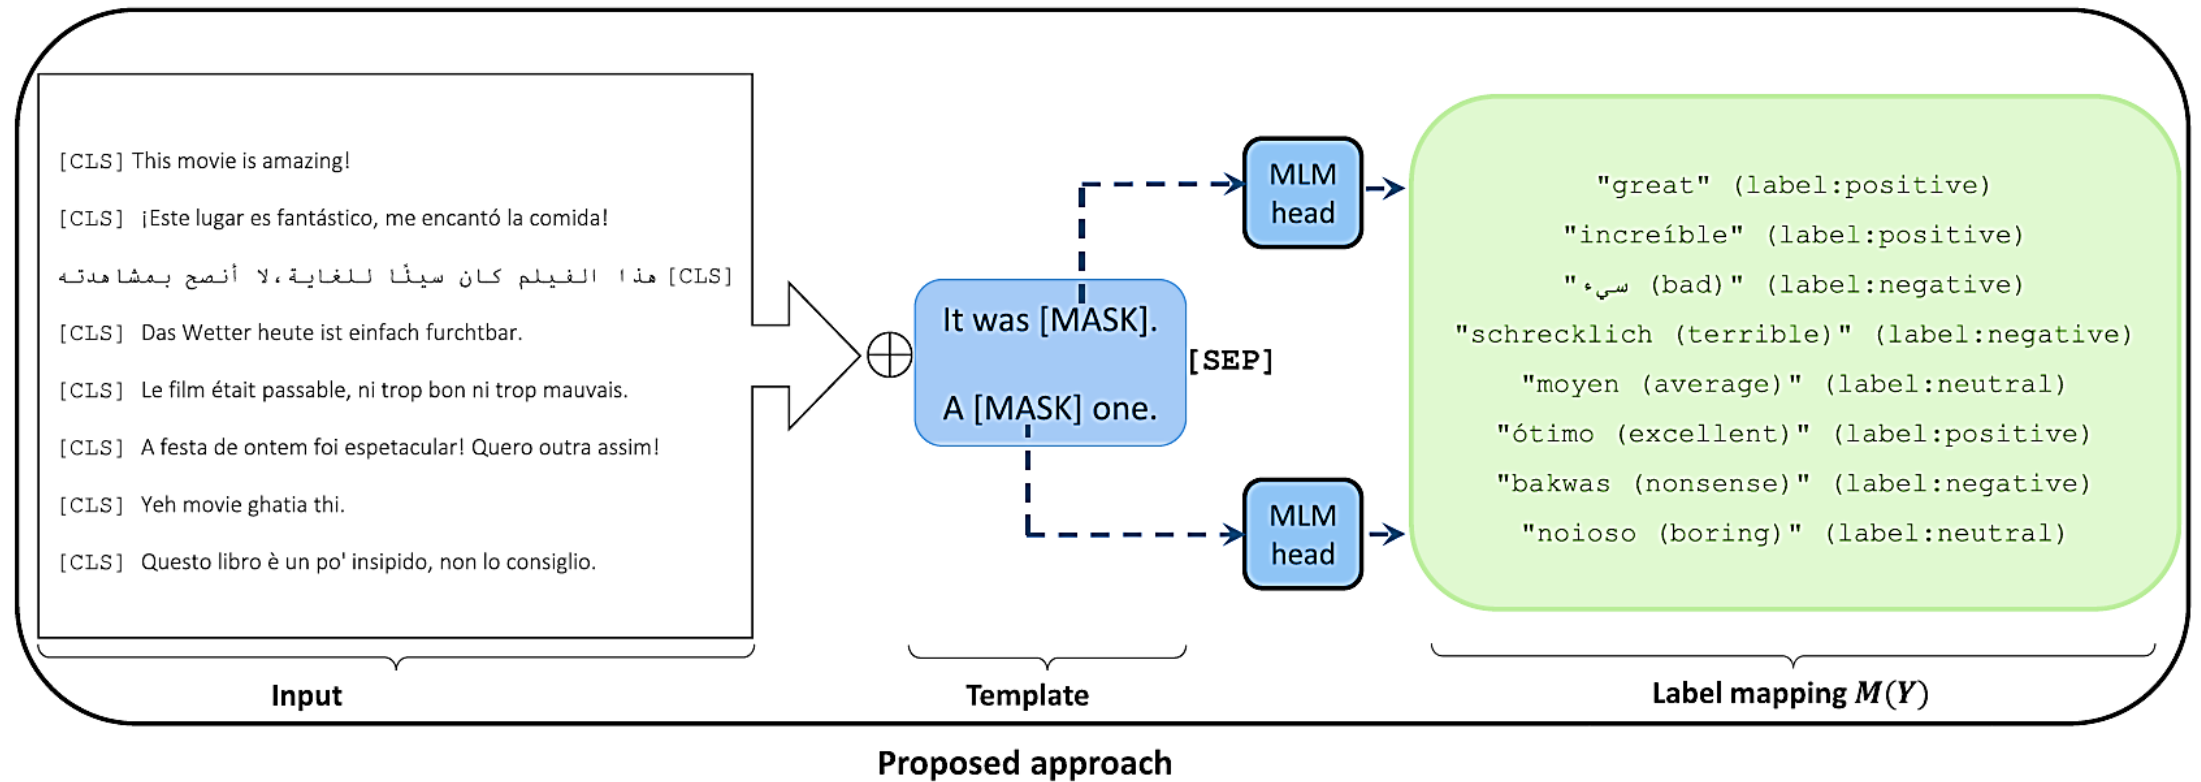 [CLS] This movie is amazing!
[CLS] ¡Este lugar es fantástico, me encantó la comida!
[CLS] هذا الفيلم كان سيئًا للغاية، لا أنصح بمشاهدته
[CLS] Das Wetter heute ist einfach furchtbar.
[CLS] Le film était passable, ni trop bon ni trop mauvais.
[CLS] A festa de ontem foi espetacular! Quero outra assim!
[CLS] Yeh movie ghatia thi.
[CLS] Questo libro è un po' insipido, non lo consiglio.
Input
It was [MASK].
A [MASK] one.
[SEP]
Template
MLM
head
MLM
head
"great" (label:positive)
"increíble" (label:positive)
"سيء (bad)" (label:negative)
"schrecklich (terrible)" (label:negative)
"moyen (average)" (label:neutral)
"ótimo (excellent)" (label:positive)
"bakwas (nonsense)" (label:negative)
"noioso (boring)" (label:neutral)
Label mapping M(Y)
Proposed approach